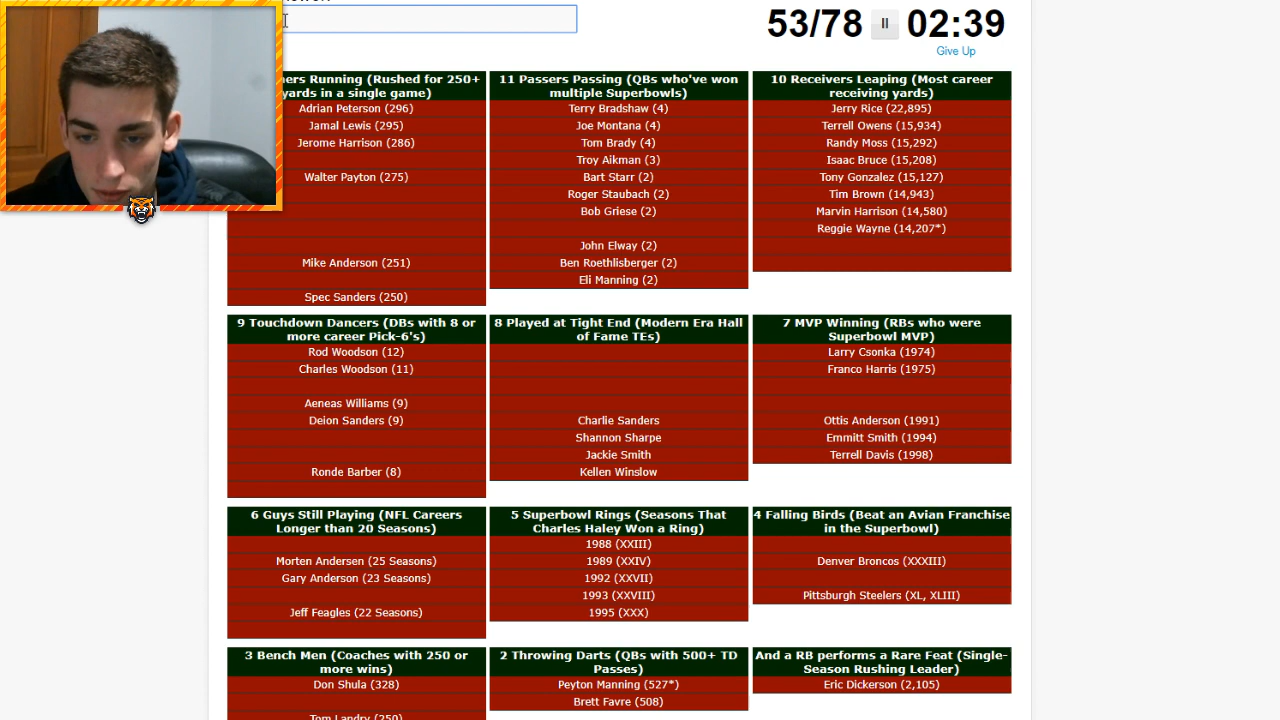 53/78 II 02:39
Give Up
ners Running (Rushed for 250+
yards in a single game)
Adrian Peterson (296)
Jamal Lewis (295)
Jerome Harrison (286)
Walter Payton (275)
Mike Anderson (251)
Spec Sanders (250)
11 Passers Passing (QBs who've won
multiple Superbowls)
Terry Bradshaw (4)
Joe Montana (4)
Tom Brady (4)
Troy Aikman (3)
Bart Starr (2)
Roger Staubach (2)
Bob Griese (2)
John Elway (2)
Ben Roethlisberger (2)
Eli Manning (2)
10 Receivers Leaping (Most career
receiving yards)
Jerry Rice (22,895)
Terrell Owens (15,934)
Randy Moss (15,292)
Isaac Bruce (15,208)
Tony Gonzalez (15,127)
Tim Brown (14,943)
Marvin Harrison (14,580)
Reggie Wayne (14,207*)
9 Touchdown Dancers (DBs with 8 or
more career Pick-6's)
Rod Woodson (12)
Charles Woodson (11)
Aeneas Williams (9)
Deion Sanders (9)
Ronde Barber (8)
8 Played at Tight End (Modern Era Hall
of Fame TEs)
Charlie Sanders
Shannon Sharpe
Jackie Smith
Kellen Winslow
7 MVP Winning (RBs who were
Superbowl MVP)
Larry Csonka (1974)
Franco Harris (1975)
Ottis Anderson (1991)
Emmitt Smith (1994)
Terrell Davis (1998)
6 Guys Still Playing (NFL Careers
Longer than 20 Seasons)
Morten Andersen (25 Seasons)
Gary Anderson (23 Seasons)
Jeff Feagles (22 Seasons)
5 Superbowl Rings (Seasons That
Charles Haley Won a Ring)
1988 (XXIII)
1989 (XXIV)
1992 (XXVII)
1993 (XXVIII)
1995 (XXX)
4 Falling Birds (Beat an Avian Franchise
in the Superbowl)
Denver Broncos (XXXIII)
Pittsburgh Steelers (XL, XLIII)
3 Bench Men (Coaches with 250 or
more wins)
Don Shula (328)
Tom Landry (250)
2 Throwing Darts (QBs with 500+ TD
Passes)
Peyton Manning (527*)
Brett Favre (508)
And a RB performs a Rare Feat (Single-
Season Rushing Leader)
Eric Dickerson (2,105)